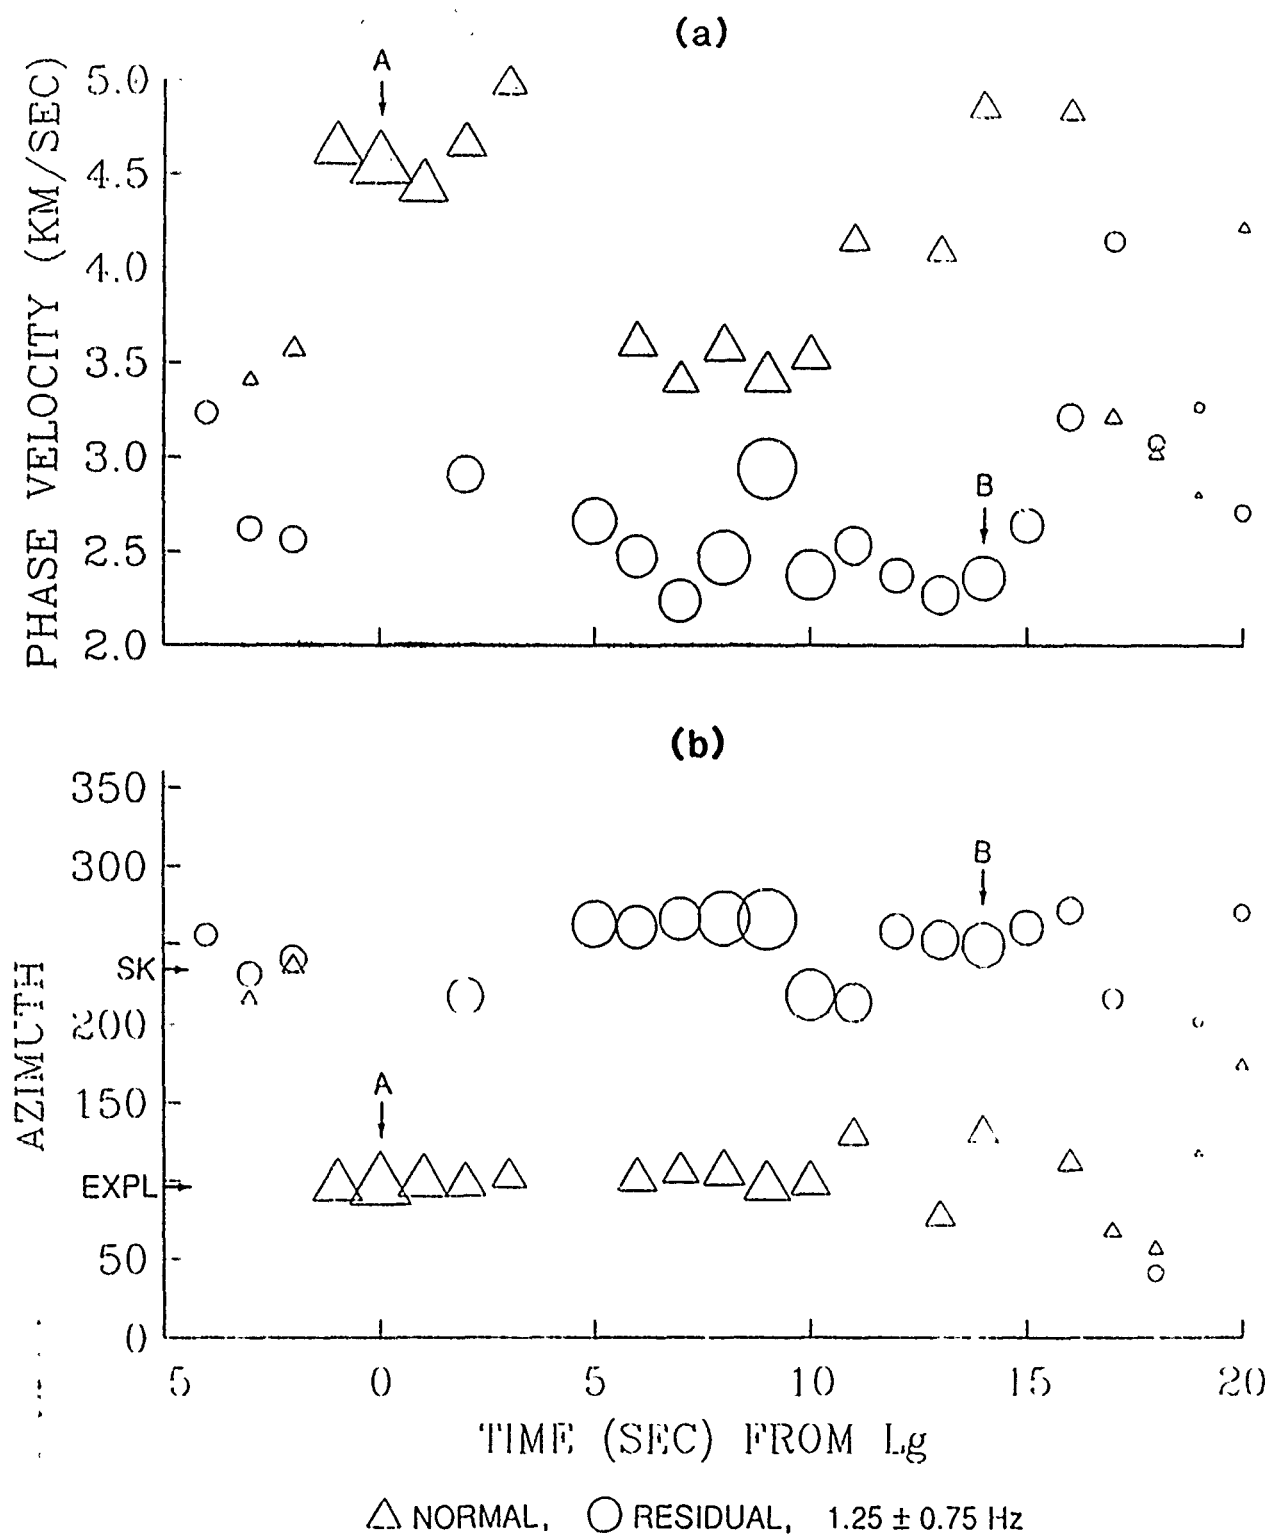 (a)
PHASE VELOCITY (KM/SEC)
5.0
4.5
4.0
3.5
3.0
2.5
2.0
A
B
(b)
AZIMUTH
350
300
SK
200
150
EXPL
50
0
A
B
5 0 5 10 15 20
TIME (SEC) FROM Lg
NORMAL, RESIDUAL, 1.25 ± 0.75 Hz